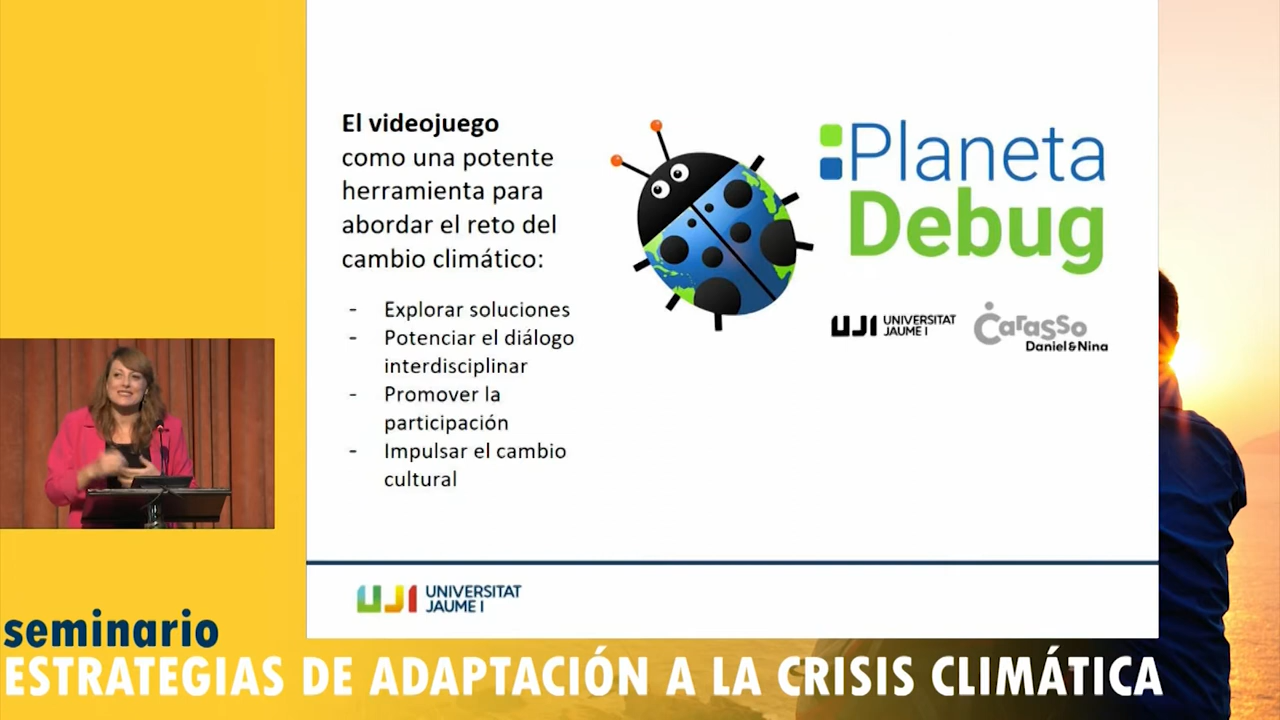 El videojuego
como una potente
herramienta para
abordar el reto del
cambio climático:
- Explorar soluciones
- Potenciar el diálogo
interdisciplinar
- Promover la
participación
- Impulsar el cambio
cultural
:Planeta
Debug
UJI UNIVERSITAT
JAUME I
Carasso
Daniel & Nina
UJI UNIVERSITAT
JAUME I
seminario
ESTRATEGIAS DE ADAPTACIÓN A LA CRISIS CLIMÁTICA